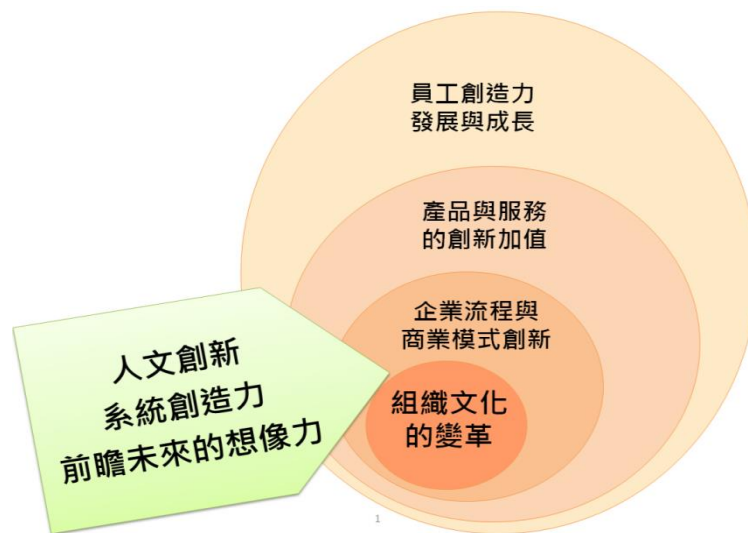 員工創造力
發展與成長
產品與服務
的創新加值
企業流程與
商業模式創新
組織文化
的變革
人文創新
系統創造力
前瞻未來的想像力
1